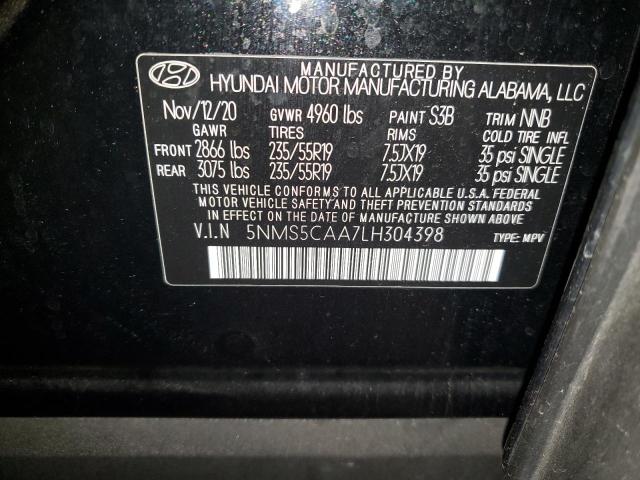 MANUFACTURED BY
HYUNDAI MOTOR MANUFACTURING ALABAMA, LLC
Nov/12/20 GVWR 4960 lbs PAINT S3B TRIM NNB
GAWR TIRES RIMS COLD TIRE INFL
FRONT 2866 lbs 235/55R19 7.5JX19 35 psi SINGLE
REAR 3075 lbs 235/55R19 7.5JX19 35 psi SINGLE
THIS VEHICLE CONFORMS TO ALL APPLICABLE U.S.A. FEDERAL
MOTOR VEHICLE SAFETY AND THEFT PREVENTION STANDARDS
IN EFFECT ON THE DATE OF MANUFACTURE SHOWN ABOVE.
V.I.N 5NMS5CAA7LH304398 TYPE: MPV